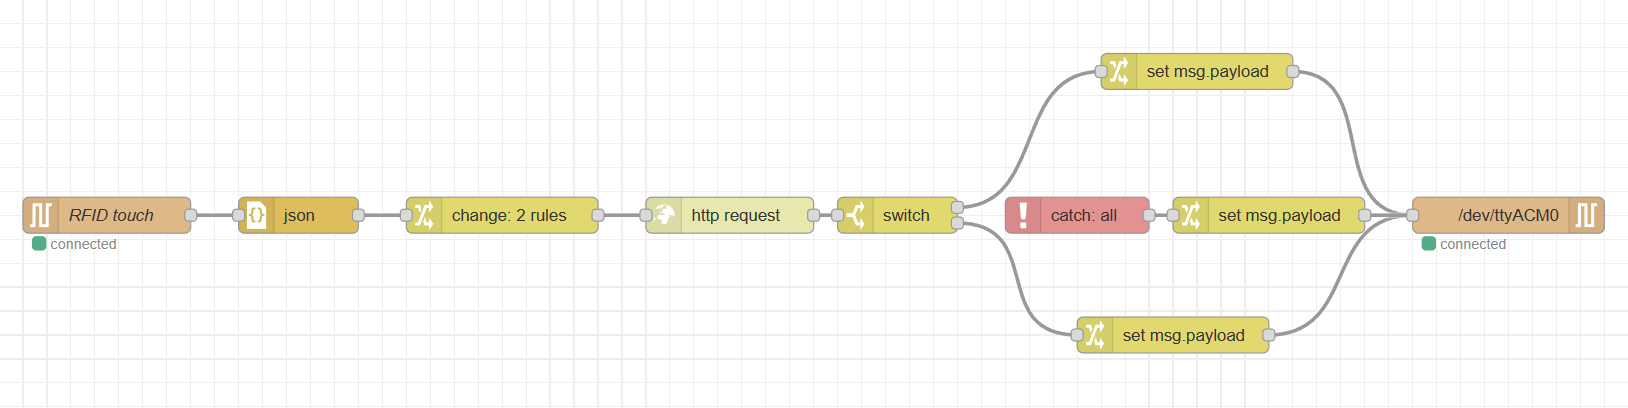 set msg.payload
RFID touch
json
change: 2 rules
http request
switch
catch: all
set msg.payload
/dev/ttyACM0
connected
connected
set msg.payload